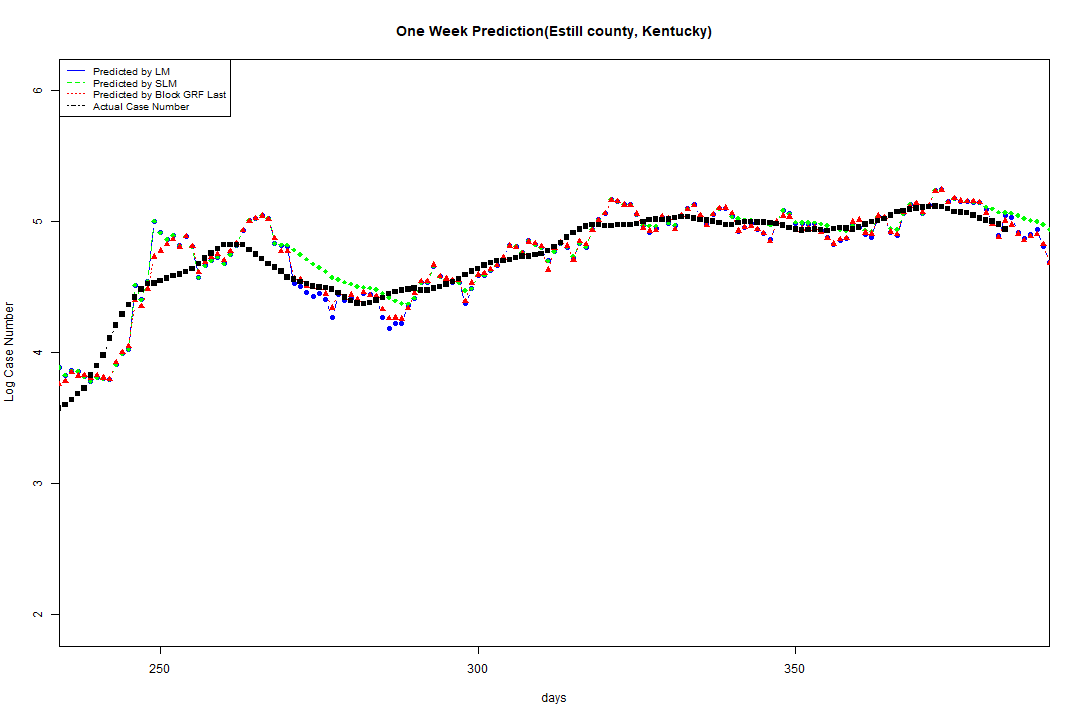 One Week Prediction(Estill county, Kentucky)
Predicted by LM
Predicted by SLM
Predicted by Block GRF Last
Actual Case Number
6
5
4
3
2
Log Case Number
250 300 350
days